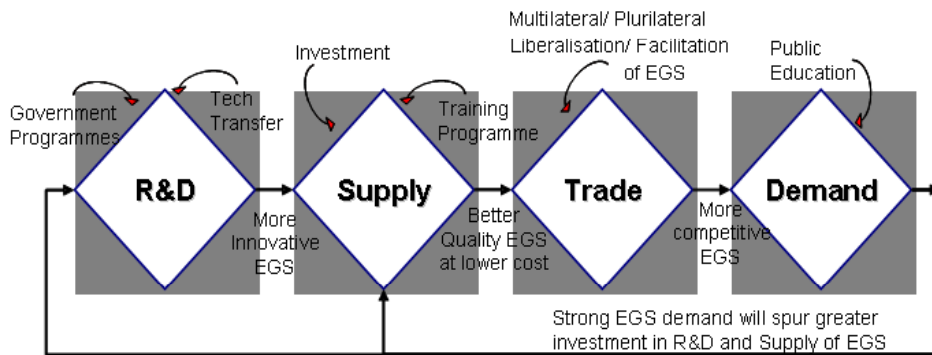 Multilateral/ Plurilateral
Liberalisation/ Facilitation
of EGS
Investment
Public
Education
Government
Programmes
Tech
Transfer
Training
Programme
R&D
Supply
Trade
Demand
More
Innovative
EGS
Better
Quality EGS
at lower cost
More
competitive
EGS
Strong EGS demand will spur greater
investment in R&D and Supply of EGS